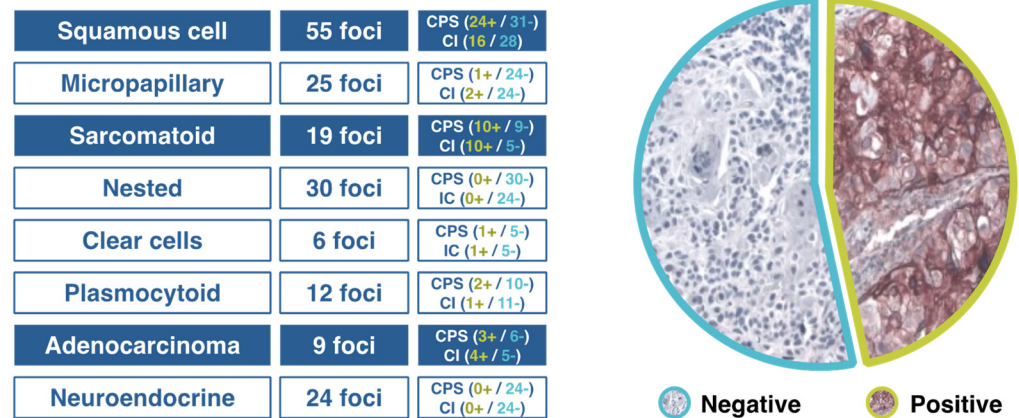 Squamous cell
55 foci
CPS (24+ / 31-)
CI (16 / 28)
Micropapillary
25 foci
CPS (1+ / 24-)
CI (2+ / 24-)
Sarcomatoid
19 foci
CPS (10+ / 9-)
CI (10+ / 5-)
Nested
30 foci
CPS (0+ / 30-)
IC (0+ / 24-)
Clear cells
6 foci
CPS (1+ / 5-)
IC (1+ / 5-)
Plasmocytoid
12 foci
CPS (2+ / 10-)
CI (1+ / 11-)
Adenocarcinoma
9 foci
CPS (3+ / 6-)
CI (4+ / 5-)
Neuroendocrine
24 foci
CPS (0+ / 24-)
CI (0+ / 24-)
Negative
Positive